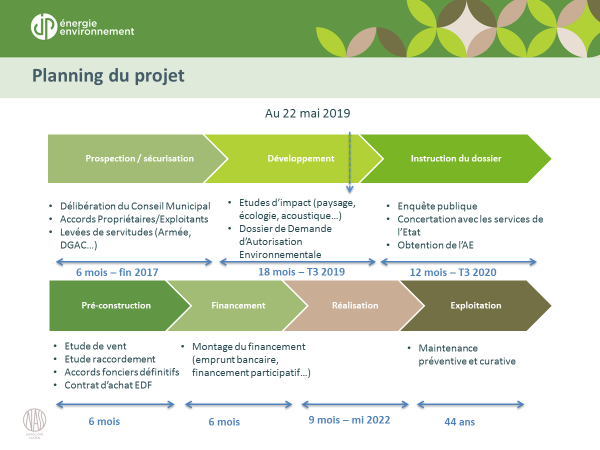 JP énergie
environnement
Planning du projet
Au 22 mai 2019
Prospection / sécurisation
Développement
Instruction du dossier
• Délibération du Conseil Municipal
• Accords Propriétaires/Exploitants
• Levées de servitudes (Armée,
DGAC…)
• Etudes d'impact (paysage,
écologie, acoustique…)
• Dossier de Demande
d'Autorisation
Environnementale
• Enquête publique
• Concertation avec les services de
l'Etat
• Obtention de l'AE
6 mois – fin 2017
18 mois – T3 2019
12 mois – T3 2020
Pré-construction
Financement
Réalisation
Exploitation
• Etude de vent
• Etude raccordement
• Accords fonciers définitifs
• Contrat d'achat EDF
• Montage du financement
(emprunt bancaire,
financement participatif…)
• Maintenance
préventive et curative
6 mois
6 mois
9 mois – mi 2022
44 ans